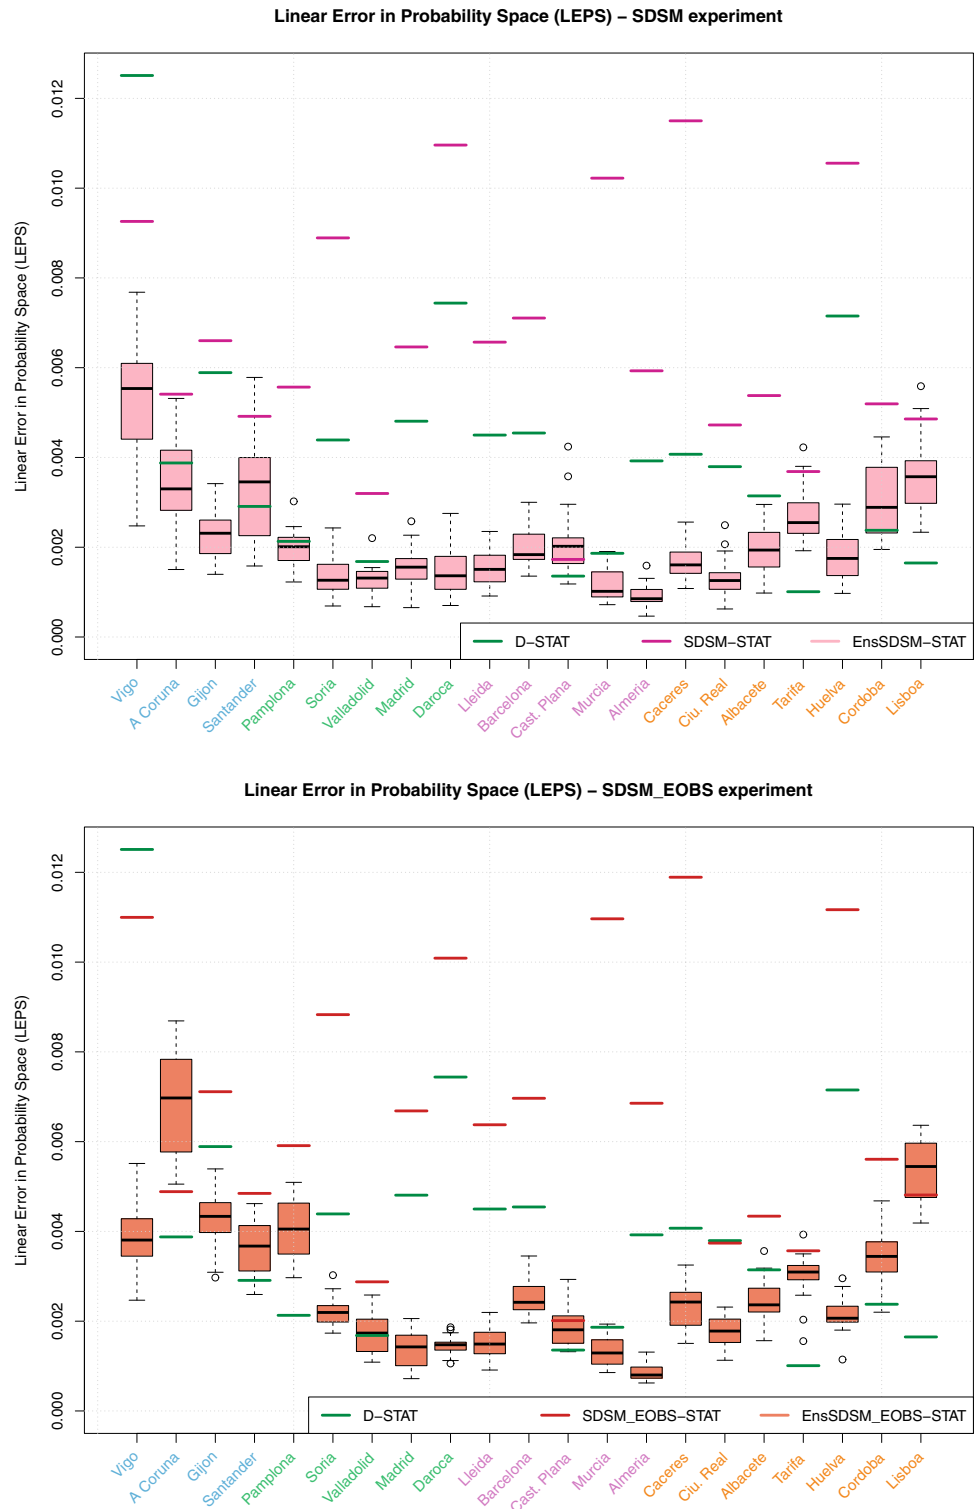 Linear Error in Probability Space (LEPS) – SDSM experiment
Linear Error in Probability Space (LEPS)
0.012
0.010
0.008
0.006
0.004
0.002
0.000
D−STAT SDSM−STAT EnsSDSM−STAT
Vigo A Coruna Gijon Santander Pamplona Soria Valladolid Madrid Daroca Lleida Barcelona Cast. Plana Murcia Almeria Caceres Ciu. Real Albacete Tarifa Huelva Cordoba Lisboa
Linear Error in Probability Space (LEPS) – SDSM_EOBS experiment
Linear Error in Probability Space (LEPS)
0.012
0.010
0.008
0.006
0.004
0.002
0.000
D−STAT SDSM_EOBS−STAT EnsSDSM_EOBS−STAT
Vigo A Coruna Gijon Santander Pamplona Soria Valladolid Madrid Daroca Lleida Barcelona Cast. Plana Murcia Almeria Caceres Ciu. Real Albacete Tarifa Huelva Cordoba Lisboa